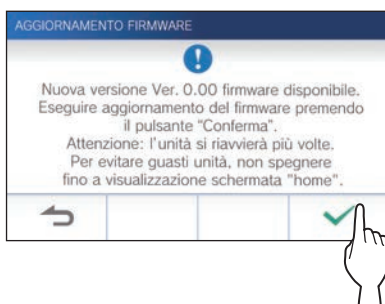 AGGIORNAMENTO FIRMWARE
Nuova versione Ver. 0.00 firmware disponibile.
Eseguire aggiornamento del firmware premendo
il pulsante "Conferma".
Attenzione: l'unità si riavvierà più volte.
Per evitare guasti unità, non spegnere
fino a visualizzazione schermata "home".